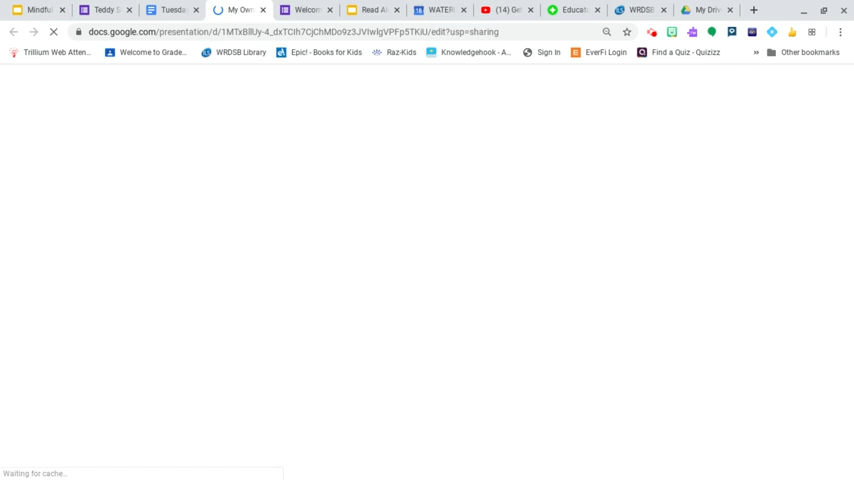 Mindful Teddy S Tuesda My Own Welcom Read Al WATERI (14) Get Educat WRDSB My Driv
docs.google.com/presentation/d/1MTxBllUy-4_dxTClh7CjChMDo9z3JVIwlgVPFp5TKiU/edit?usp=sharing
Trillium Web Atten... Welcome to Grade... WRDSB Library Epic! - Books for Kids Raz-Kids Knowledgehook - A... Sign In EverFi Login Find a Quiz - Quizizz » Other bookmarks
Waiting for cache...